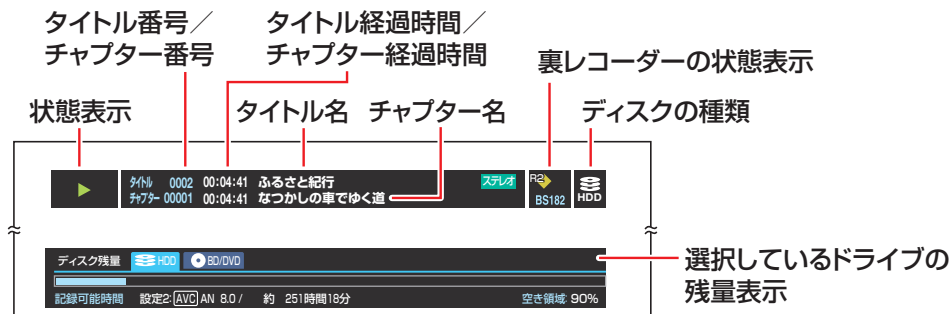 タイトル番号／
チャプター番号
タイトル経過時間／
チャプター経過時間
裏レコーダーの状態表示
状態表示
タイトル名
チャプター名
ディスクの種類
タイトル 0002 00:04:41 ふるさと紀行 ステレオ
チャプター 00001 00:04:41 なつかしの車でゆく道
R2
BS182
HDD
ディスク残量 HDD BD/DVD
記録可能時間 設定2: AVC AN 8.0 / 約 251時間18分 空き領域: 90%
選択しているドライブの
残量表示